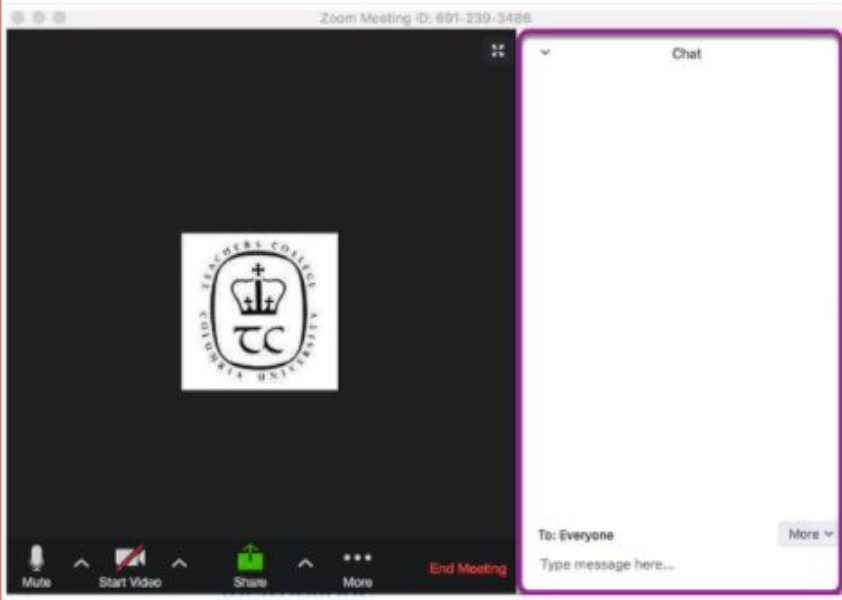 Zoom Meeting ID: 691-239-3486
Chat
TEACHERS COLLEGE
COLUMBIA UNIVERSITY
TC
To: Everyone
More
Type message here...
Mute
Start Video
Share
More
End Meeting